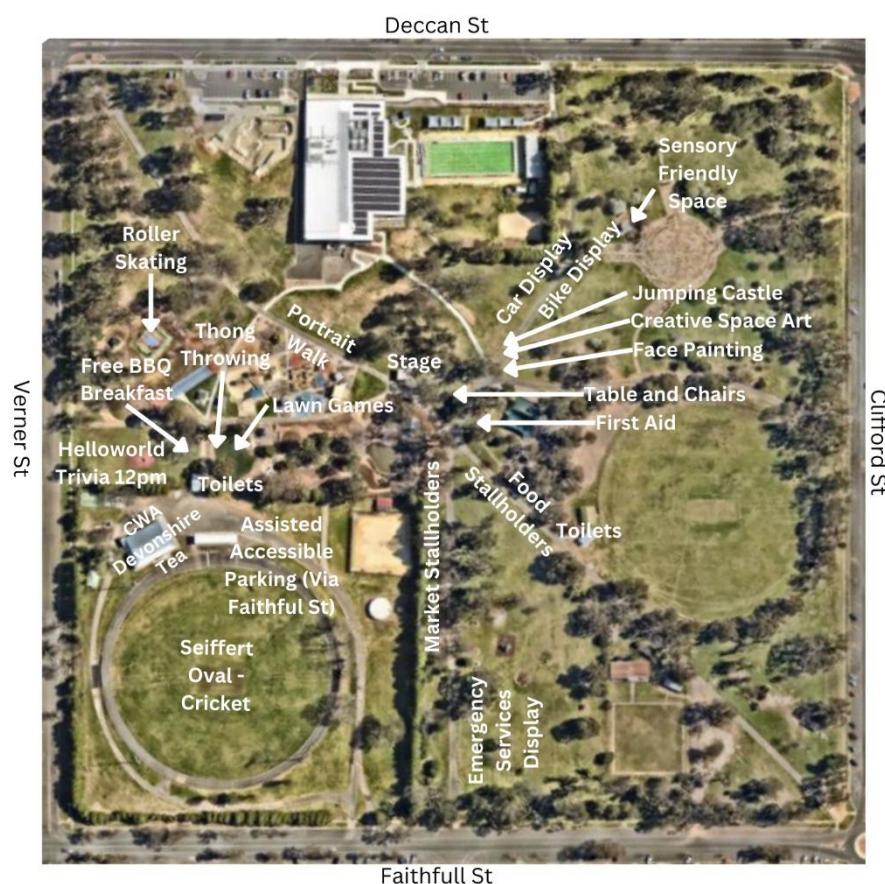 Deccan St
Sensory
Friendly
Space
Roller
Skating
Car Display
Bike Display
Jumping Castle
Creative Space Art
Face Painting
Portrait
Walk
Thong
Throwing
Stage
Free BBQ
Breakfast
Lawn Games
Table and Chairs
First Aid
Verner St
Clifford St
Helloworld
Trivia 12pm
Toilets
Market Stallholders
Food
Stallholders
Toilets
CWA
Devonshire
Tea
Assisted
Accessible
Parking (Via
Faithful St)
Seiffert
Oval -
Cricket
Emergency
Services
Display
Faithfull St